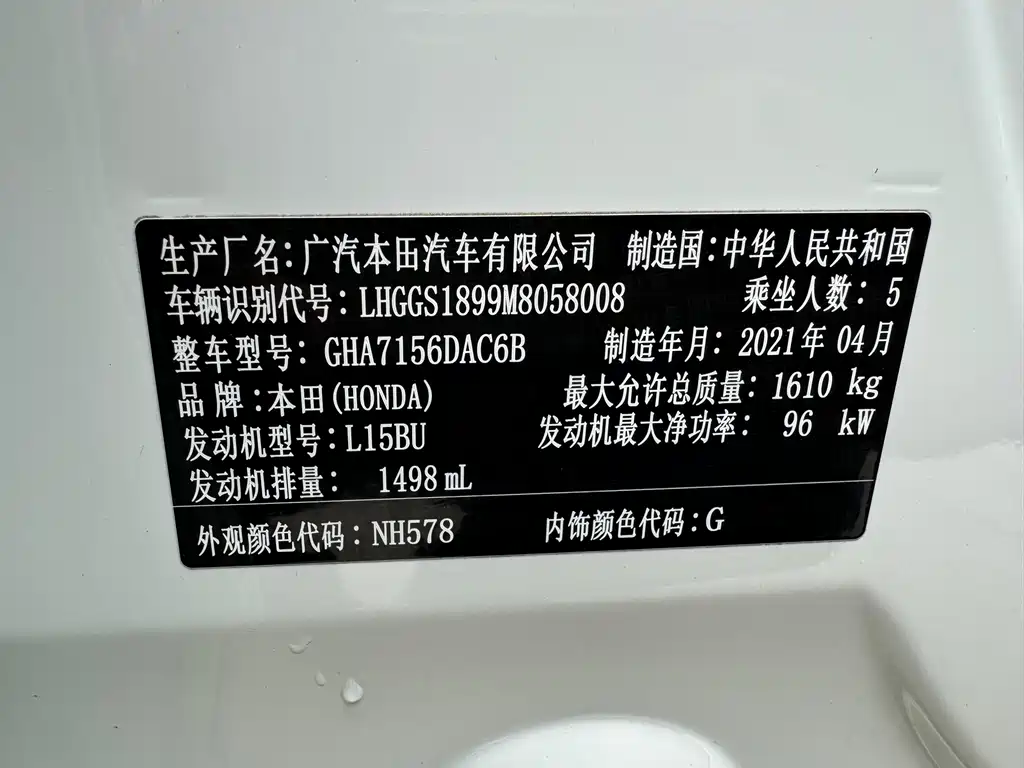 生产厂名:广汽本田汽车有限公司 制造国:中华人民共和国
车辆识别代号:LHGGS1899M8058008 乘坐人数:5
整车型号:GHA7156DAC6B 制造年月:2021年04月
品牌:本田(HONDA) 最大允许总质量:1610 kg
发动机型号:L15BU 发动机最大净功率:96 kW
发动机排量:1498 mL
外观颜色代码:NH578 内饰颜色代码:G